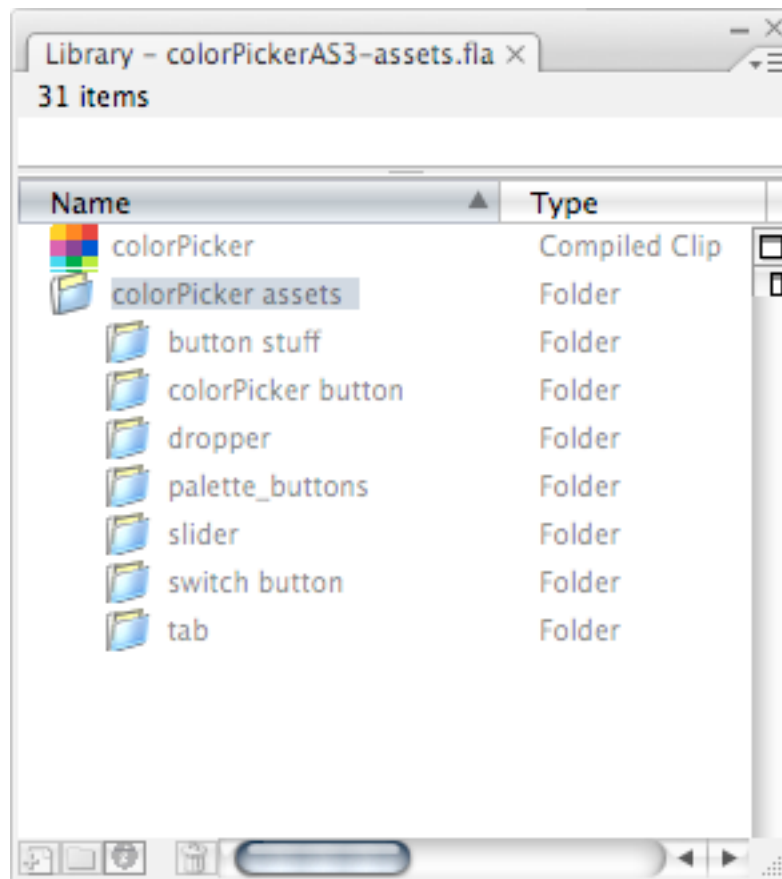 Library – colorPickerAS3-assets.fla ×
31 items
Name Type
colorPicker Compiled Clip
colorPicker assets Folder
button stuff Folder
colorPicker button Folder
dropper Folder
palette_buttons Folder
slider Folder
switch button Folder
tab Folder